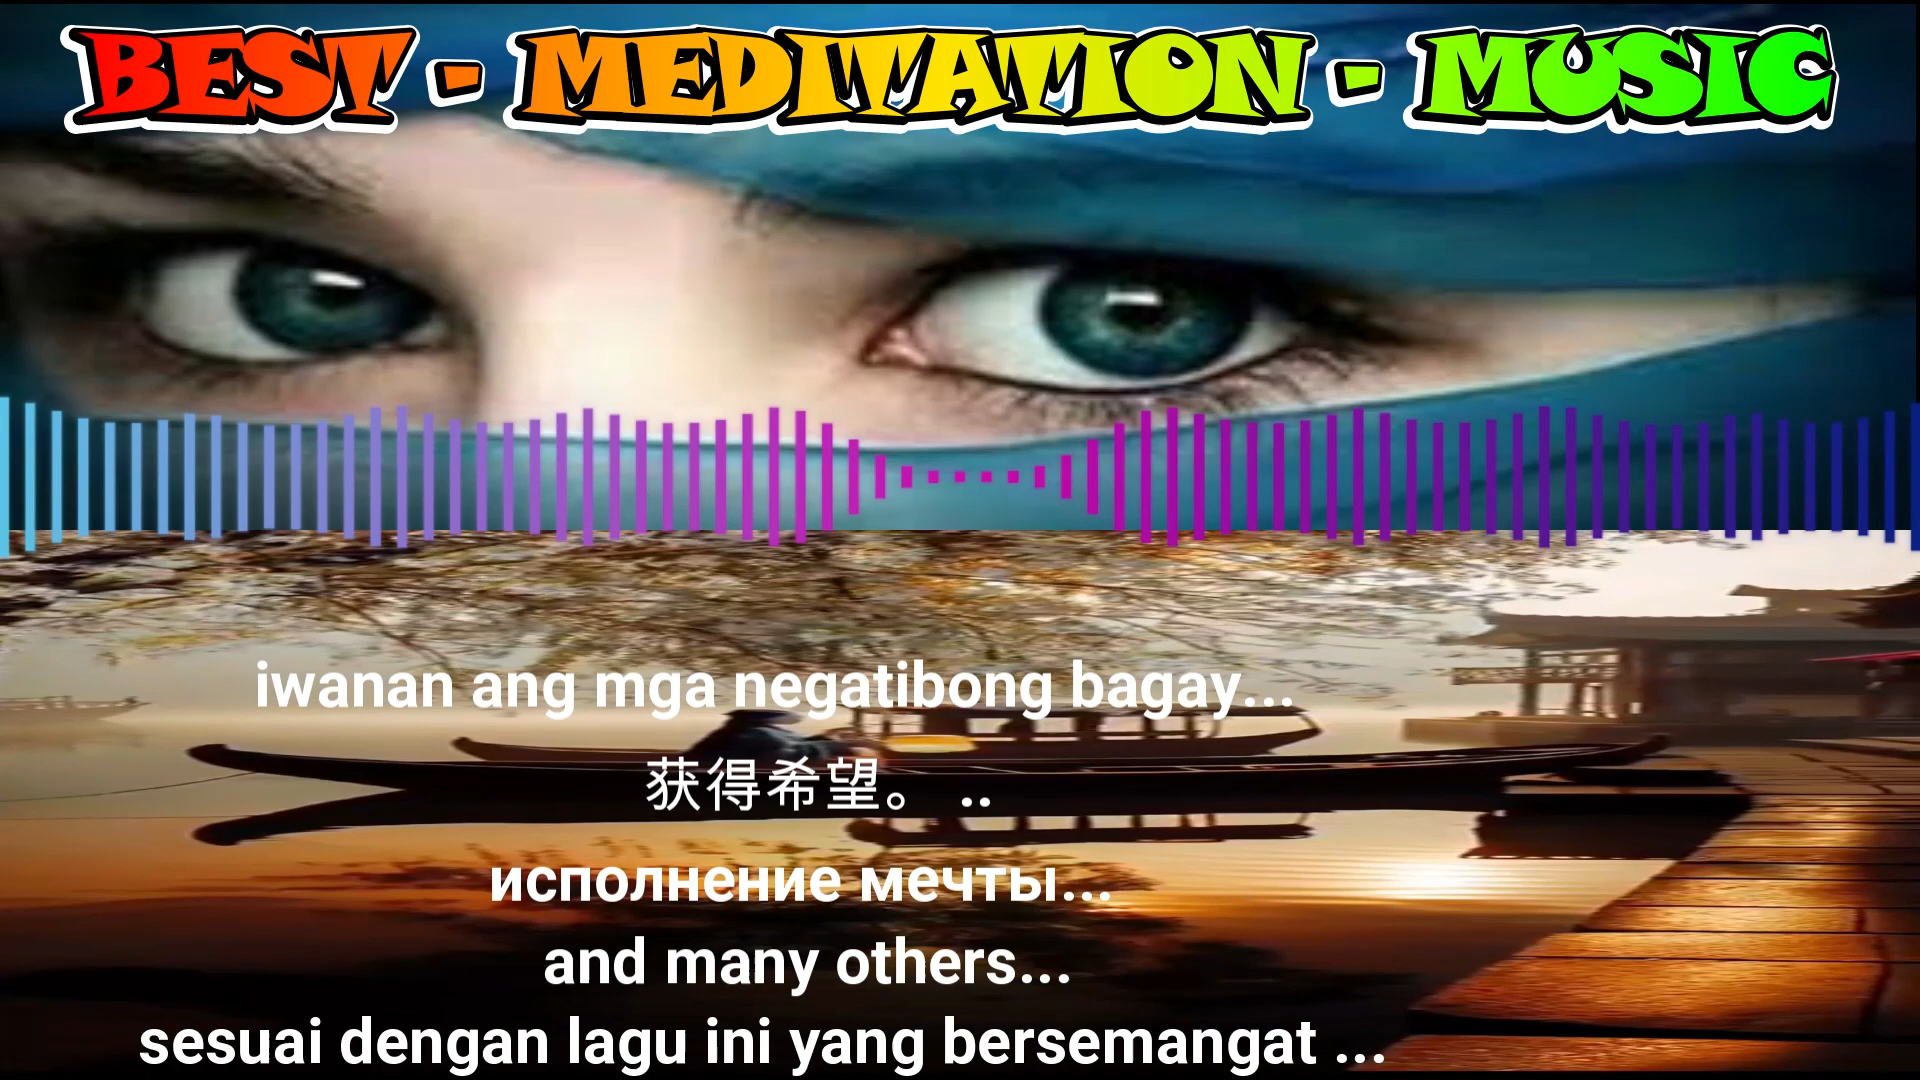 BEST - MEDITATION - MUSIC
iwanan ang mga negatibong bagay...
获得希望。 ..
исполнение мечты...
and many others...
sesuai dengan lagu ini yang bersemangat ...